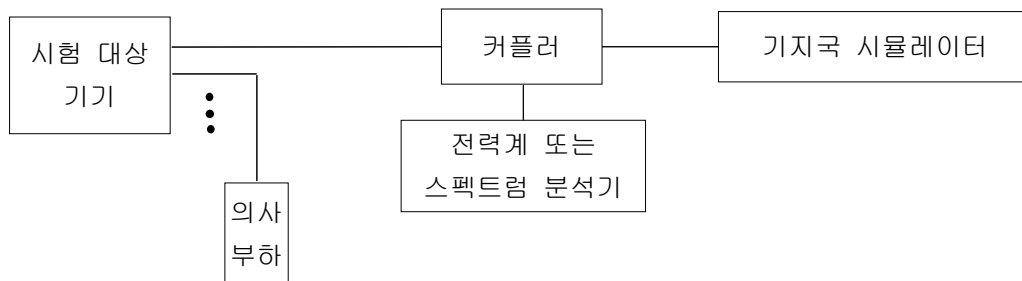 시험 대상
기기
커플러
기지국 시뮬레이터
전력계 또는
스펙트럼 분석기
의사
부하